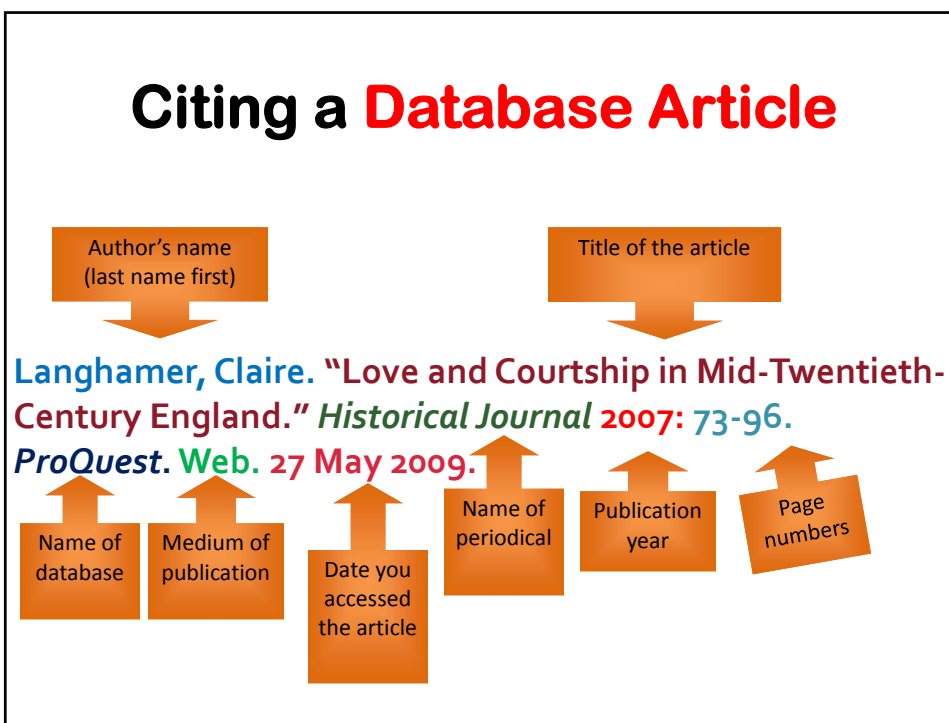 Citing a Database Article
Author’s name
(last name first)
Title of the article
Langhamer, Claire. “Love and Courtship in Mid-Twentieth-
Century England.” Historical Journal 2007: 73-96.
ProQuest. Web. 27 May 2009.
Name of
database
Medium of
publication
Date you
accessed
the article
Name of
periodical
Publication
year
Page
numbers